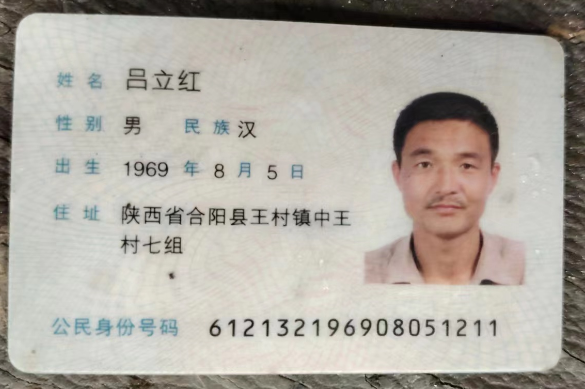 姓名 吕立红
性别 男 民族 汉
出生 1969 年 8 月 5 日
住址 陕西省合阳县王村镇中王
村七组
公民身份号码 612132196908051211